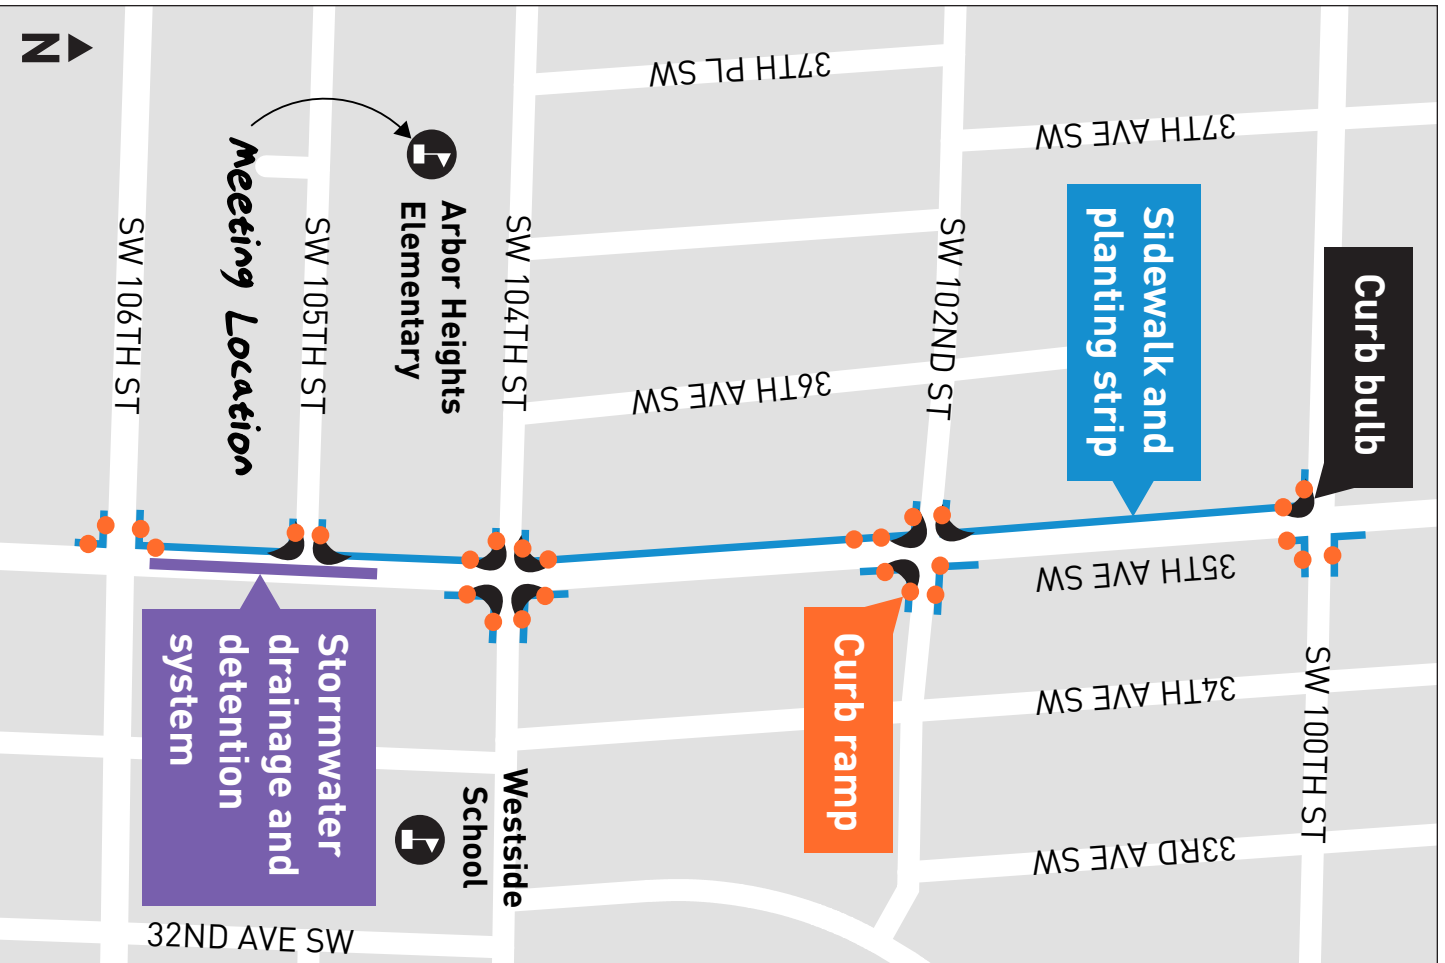 N
37TH PL SW
37TH AVE SW
Curb bulb
Sidewalk and
planting strip
SW 102ND ST
36TH AVE SW
SW 104TH ST
Arbor Heights
Elementary
SW 105TH ST
Meeting Location
SW 106TH ST
35TH AVE SW
SW 100TH ST
34TH AVE SW
Curb ramp
Stormwater
drainage and
detention
system
Westside
School
33RD AVE SW
32ND AVE SW